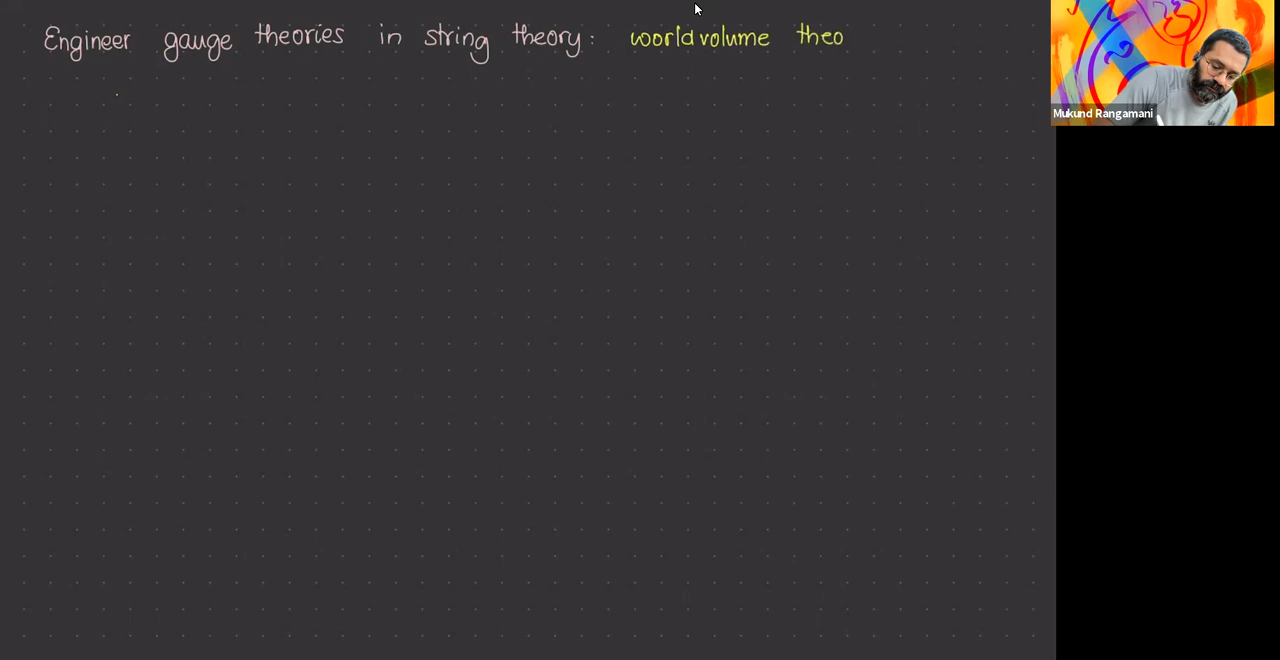 Engineer gauge theories in string theory: worldvolume theo
Mukund Rangamani